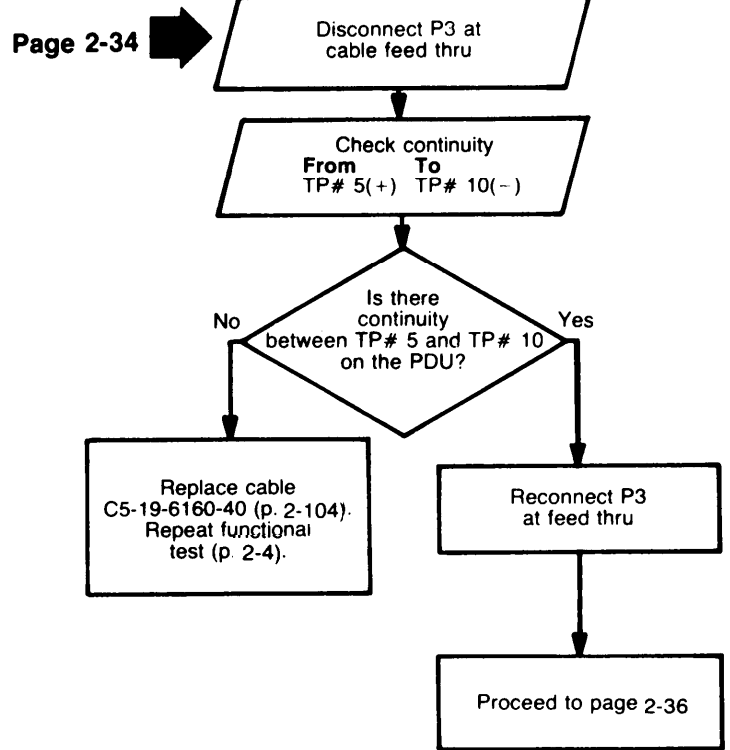 Page 2-34
Disconnect P3 at
cable feed thru
Check continuity
From To
TP# 5(+) TP# 10(-)
Is there
continuity
between TP# 5 and TP# 10
on the PDU?
No
Yes
Replace cable
C5-19-6160-40 (p. 2-104).
Repeat functional
test (p. 2-4).
Reconnect P3
at feed thru
Proceed to page 2-36